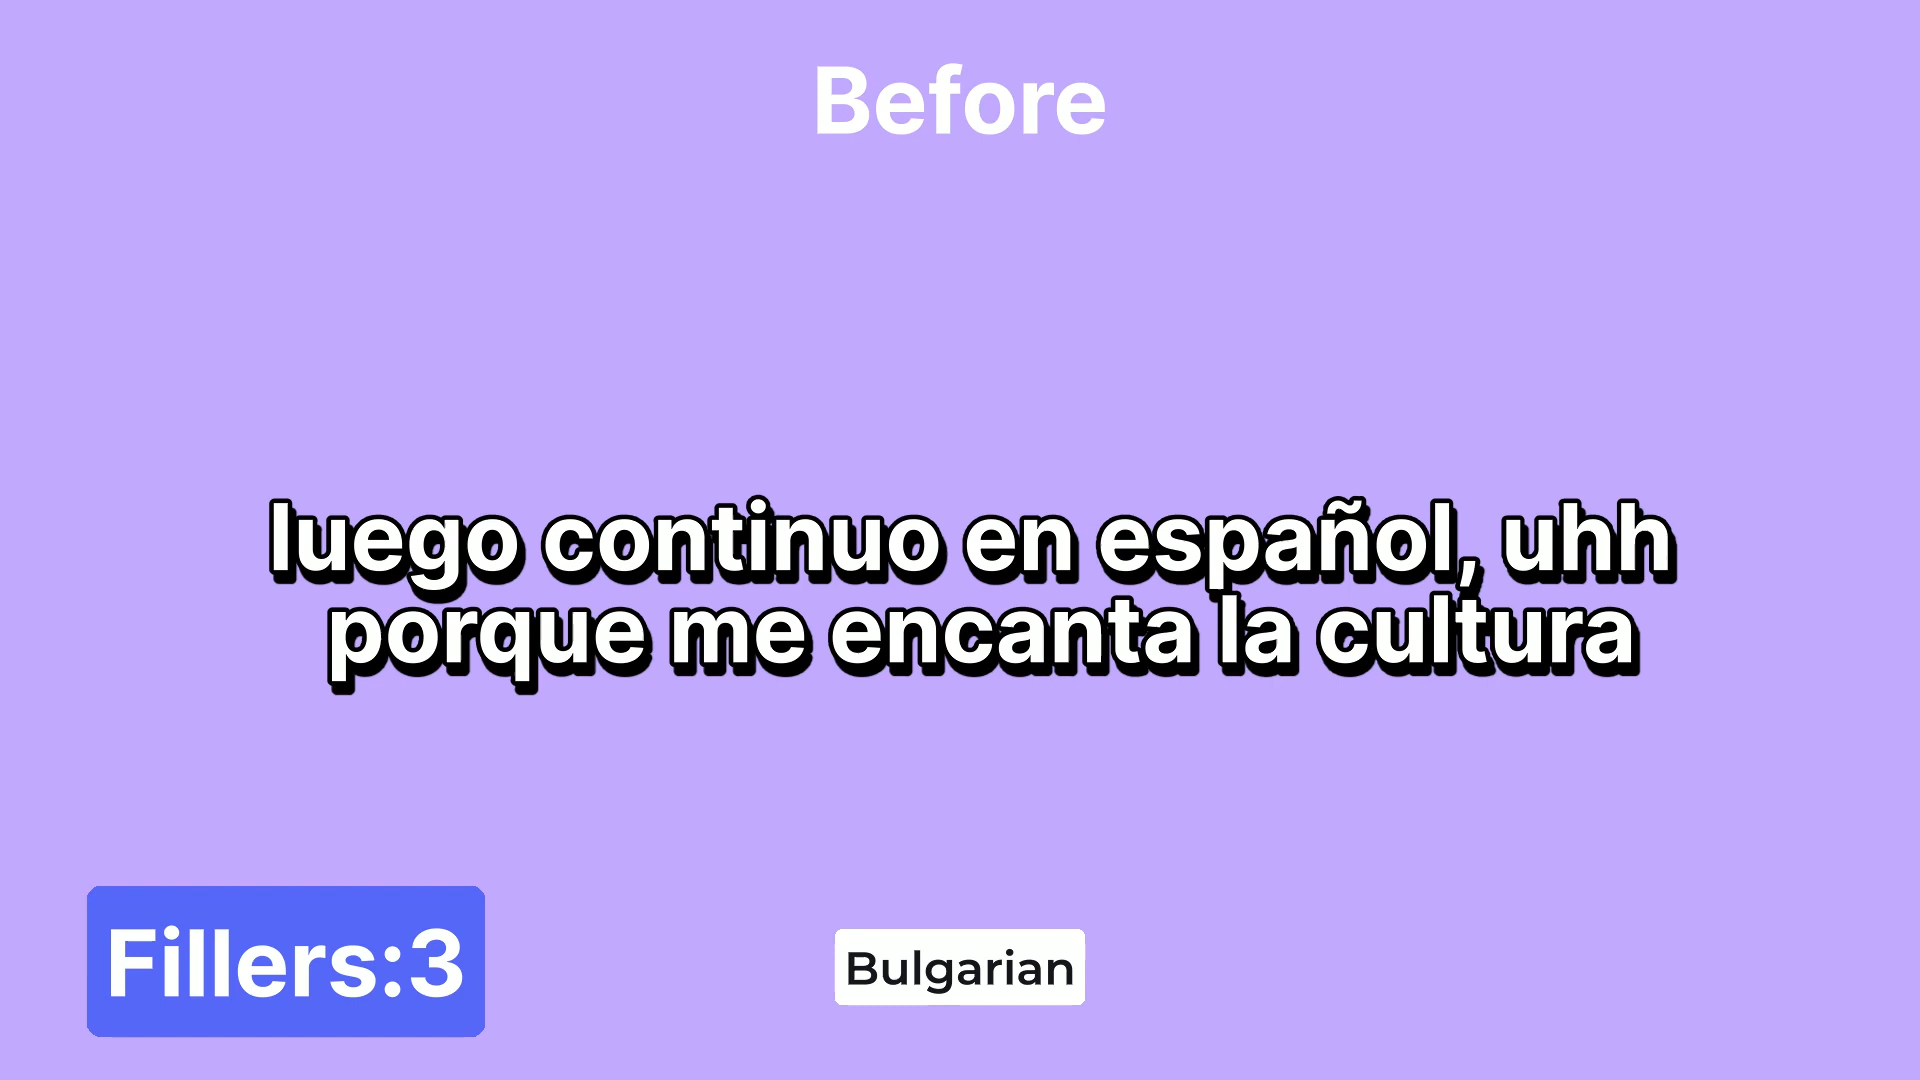 Before
luego continuo en español, uhh
porque me encanta la cultura
Fillers:3
Bulgarian